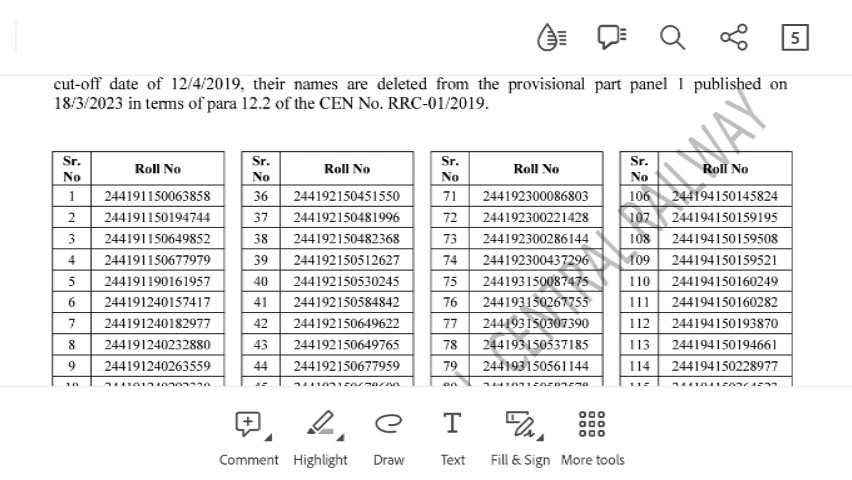 5
cut-off date of 12/4/2019, their names are deleted from the provisional part panel 1 published on
18/3/2023 in terms of para 12.2 of the CEN No. RRC-01/2019.
Sr. No Roll No Sr. No Roll No Sr. No Roll No Sr. No Roll No
1 244191150063858 36 244192150451550 71 244192300086803 106 244194150145824
2 244191150194744 37 244192150481996 72 244192300221428 107 244194150159195
3 244191150649852 38 244192150482368 73 244192300286144 108 244194150159508
4 244191150677979 39 244192150512627 74 244192300437296 109 244194150159521
5 244191190161957 40 244192150530245 75 244193150087475 110 244194150160249
6 244191240157417 41 244192150584842 76 244193150267755 111 244194150160282
7 244191240182977 42 244192150649622 77 244193150307390 112 244194150193870
8 244191240232880 43 244192150649765 78 244193150537185 113 244194150194661
9 244191240263559 44 244192150677959 79 244193150561144 114 244194150228977
CENTRAL RAILWAY
Comment Highlight Draw Text Fill & Sign More tools